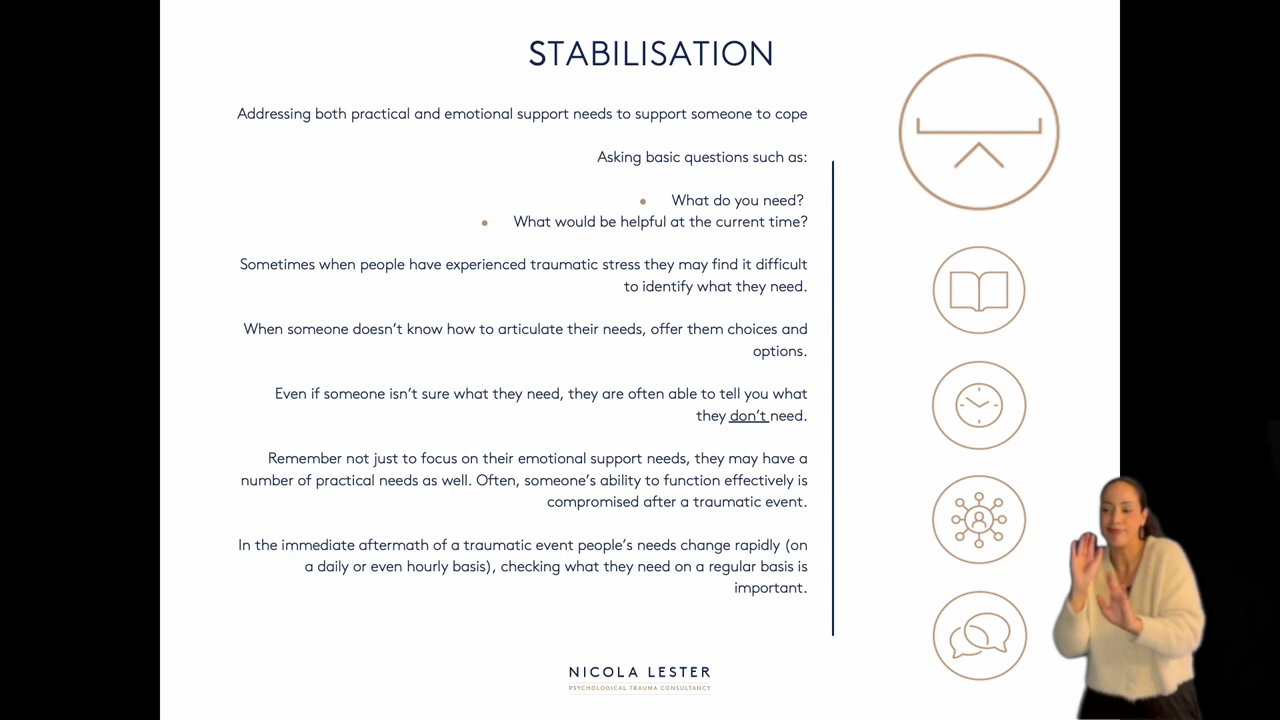 STABILISATION
Addressing both practical and emotional support needs to support someone to cope
Asking basic questions such as:
• What do you need?
• What would be helpful at the current time?
Sometimes when people have experienced traumatic stress they may find it difficult
to identify what they need.
When someone doesn't know how to articulate their needs, offer them choices and
options.
Even if someone isn't sure what they need, they are often able to tell you what
they don't need.
Remember not just to focus on their emotional support needs, they may have a
number of practical needs as well. Often, someone's ability to function effectively is
compromised after a traumatic event.
In the immediate aftermath of a traumatic event people's needs change rapidly (on
a daily or even hourly basis), checking what they need on a regular basis is
important.
NICOLA LESTER
PSYCHOLOGICAL TRAUMA CONSULTANCY